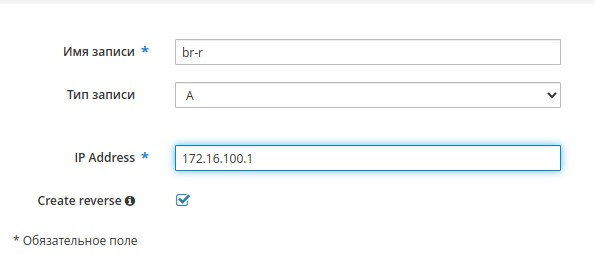 Имя записи * br-r
Тип записи A
IP Address * 172.16.100.1
Create reverse
* Обязательное поле